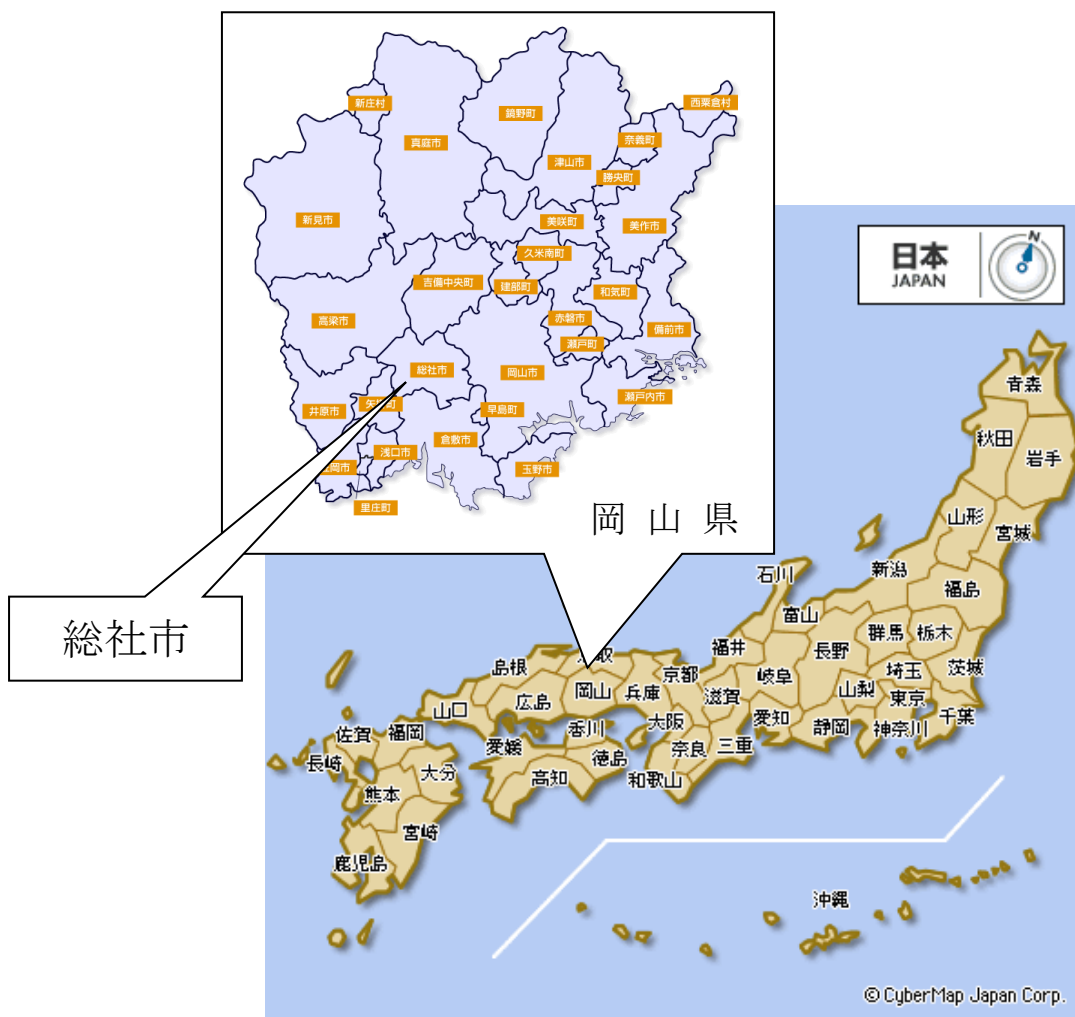 新庄村
鏡野町
西粟倉村
真庭市
奈義町
津山市
勝央町
新見市
美咲町
美作市
久米南町
吉備中央町
建部町
和気町
高梁市
赤磐市
備前市
瀬戸町
総社市
岡山市
瀬戸内市
井原市
早島町
倉敷市
浅口市
玉野市
里庄町
岡山県
総社市
日本
JAPAN
N
青森
秋田
岩手
山形
宮城
新潟
福島
石川
富山
群馬
栃木
福井
長野
茨城
埼玉
岐阜
山梨
東京
千葉
滋賀
愛知
静岡
神奈川
京都
島根
岡山
兵庫
広島
山口
大阪
香川
奈良
三重
愛媛
徳島
和歌山
高知
福岡
佐賀
長崎
大分
熊本
宮崎
鹿児島
沖縄
© CyberMap Japan Corp.